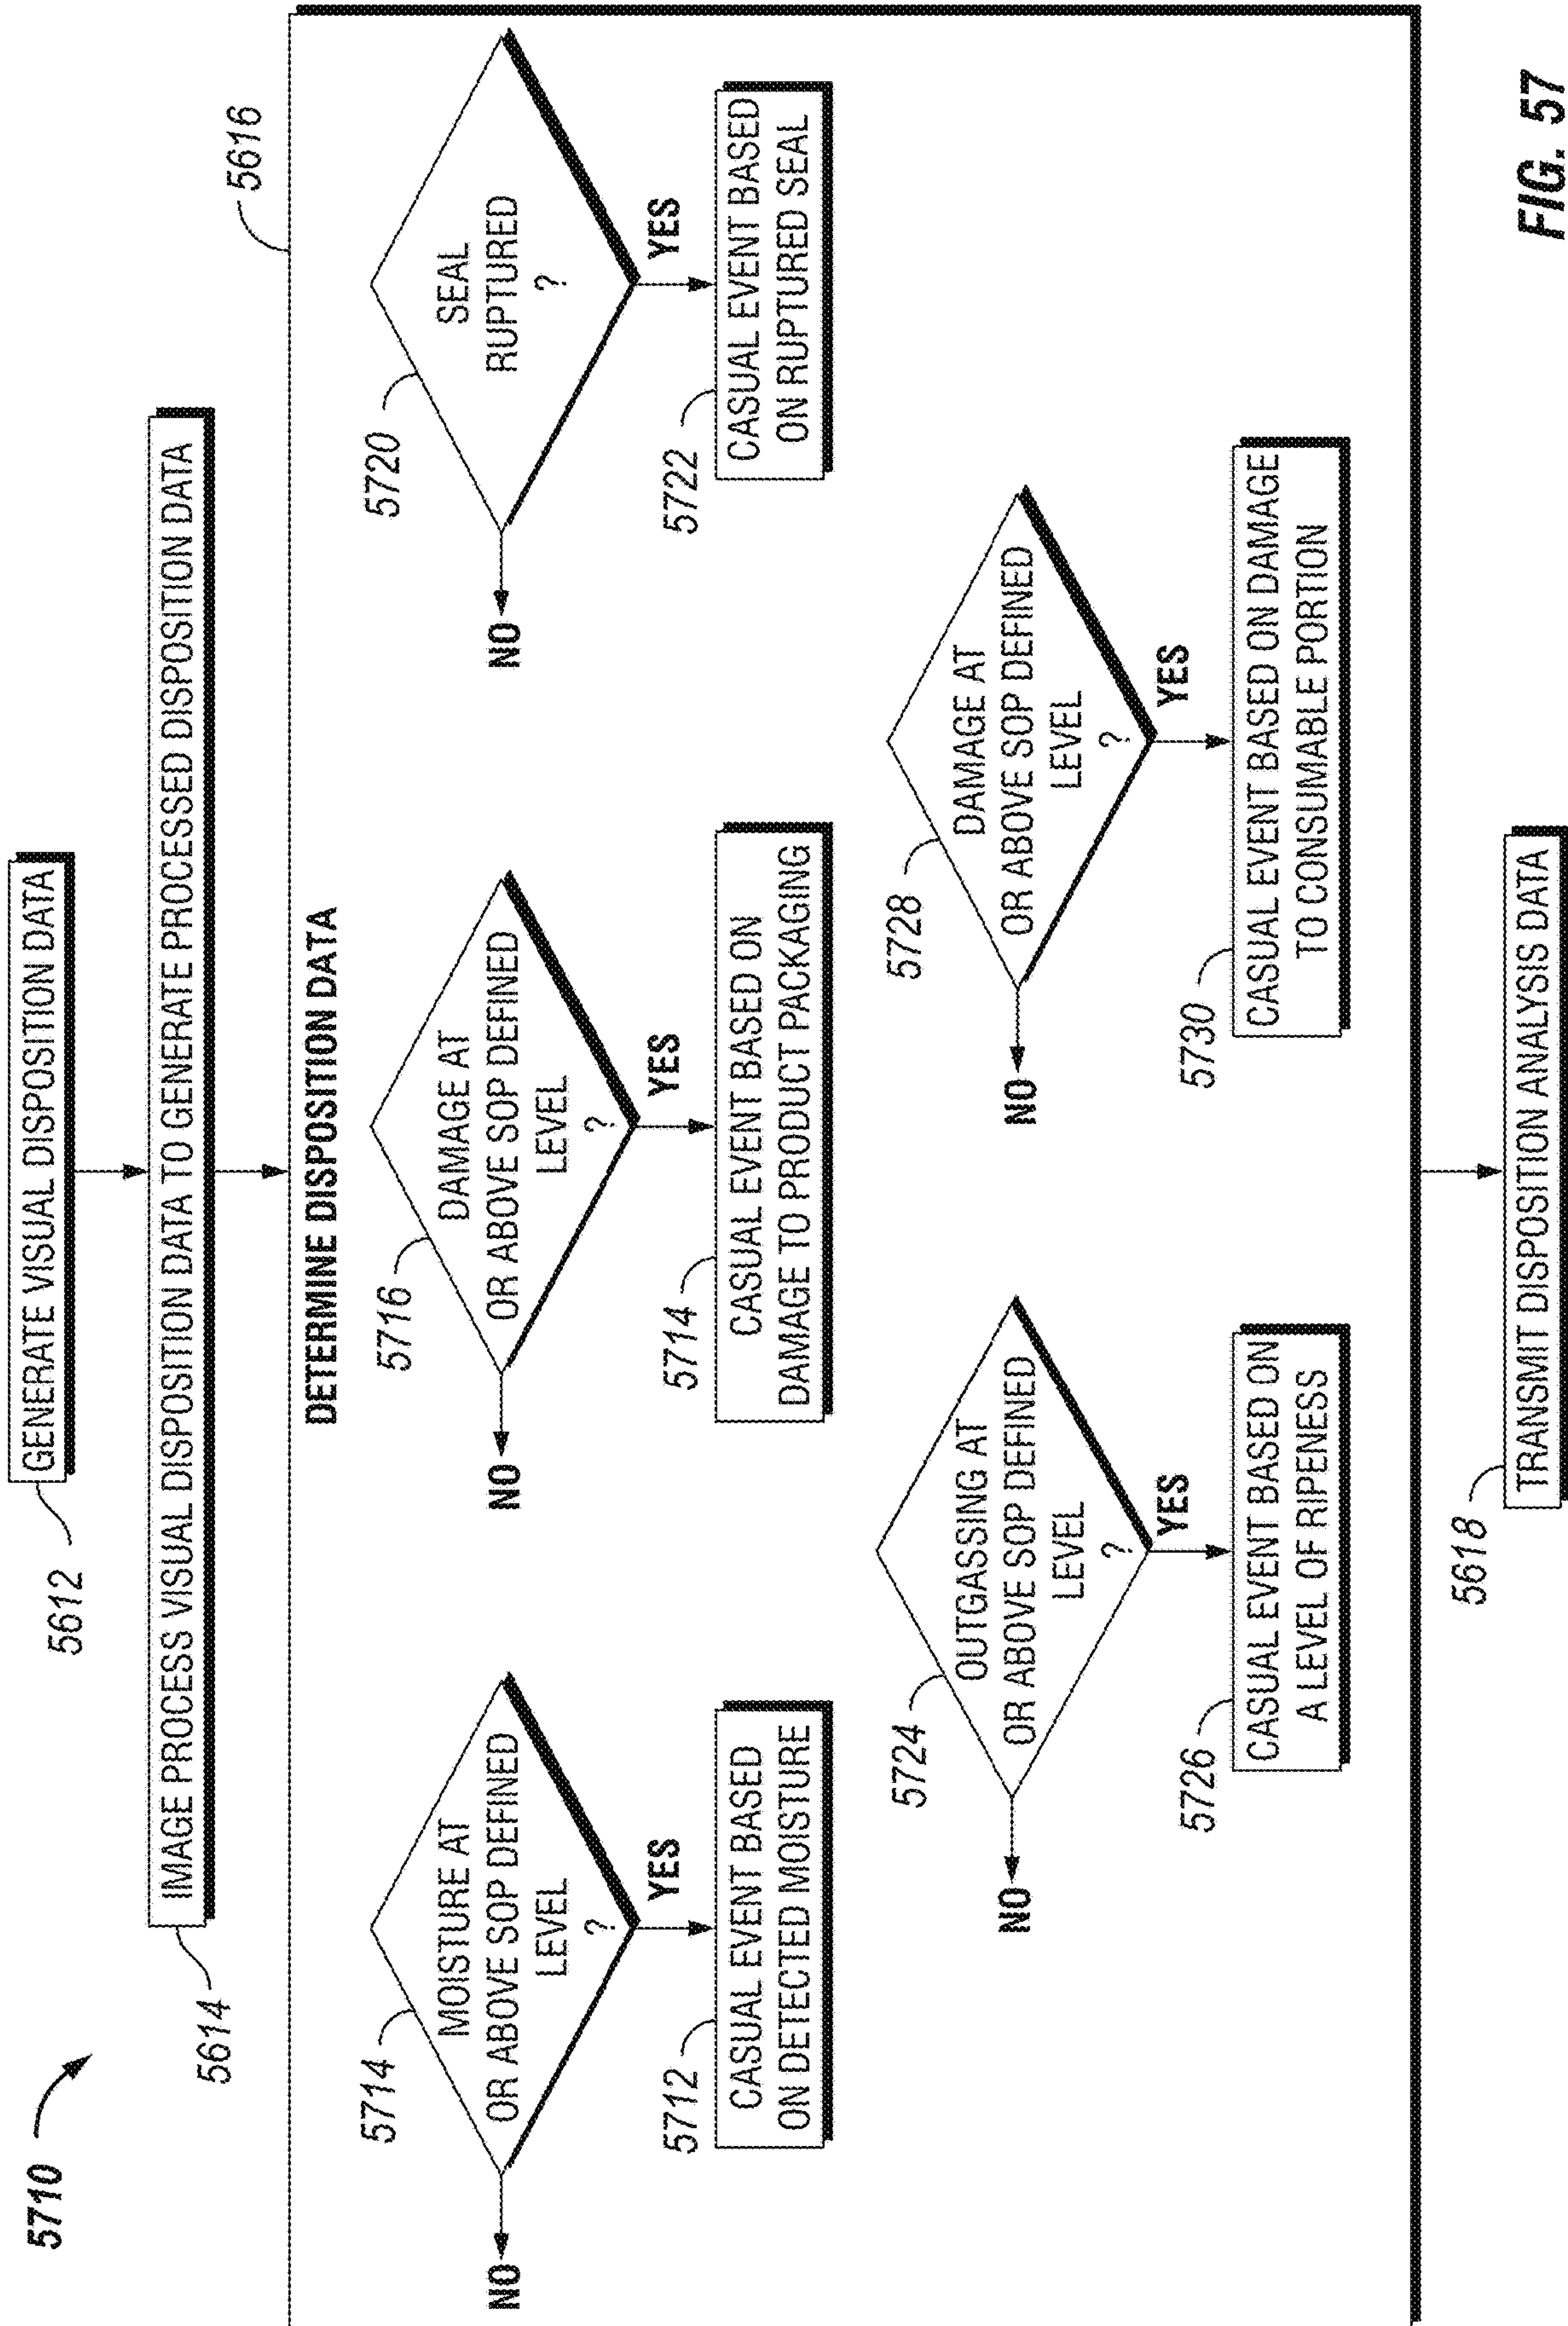 5710
5612
GENERATE VISUAL DISPOSITION DATA
5614
IMAGE PROCESS VISUAL DISPOSITION DATA TO GENERATE PROCESSED DISPOSITION DATA
5616
DETERMINE DISPOSITION DATA
5714
MOISTURE AT
OR ABOVE SOP DEFINED
LEVEL
?
NO
YES
5712
CASUAL EVENT BASED
ON DETECTED MOISTURE
5716
DAMAGE AT
OR ABOVE SOP DEFINED
LEVEL
?
NO
YES
5714
CASUAL EVENT BASED ON
DAMAGE TO PRODUCT PACKAGING
5720
SEAL
RUPTURED
?
NO
YES
5722
CASUAL EVENT BASED
ON RUPTURED SEAL
5724
OUTGASSING AT
OR ABOVE SOP DEFINED
LEVEL
?
NO
YES
5726
CASUAL EVENT BASED ON
A LEVEL OF RIPENESS
5728
DAMAGE AT
OR ABOVE SOP DEFINED
LEVEL
?
NO
YES
5730
CASUAL EVENT BASED ON DAMAGE
TO CONSUMABLE PORTION
5618
TRANSMIT DISPOSITION ANALYSIS DATA
FIG. 57